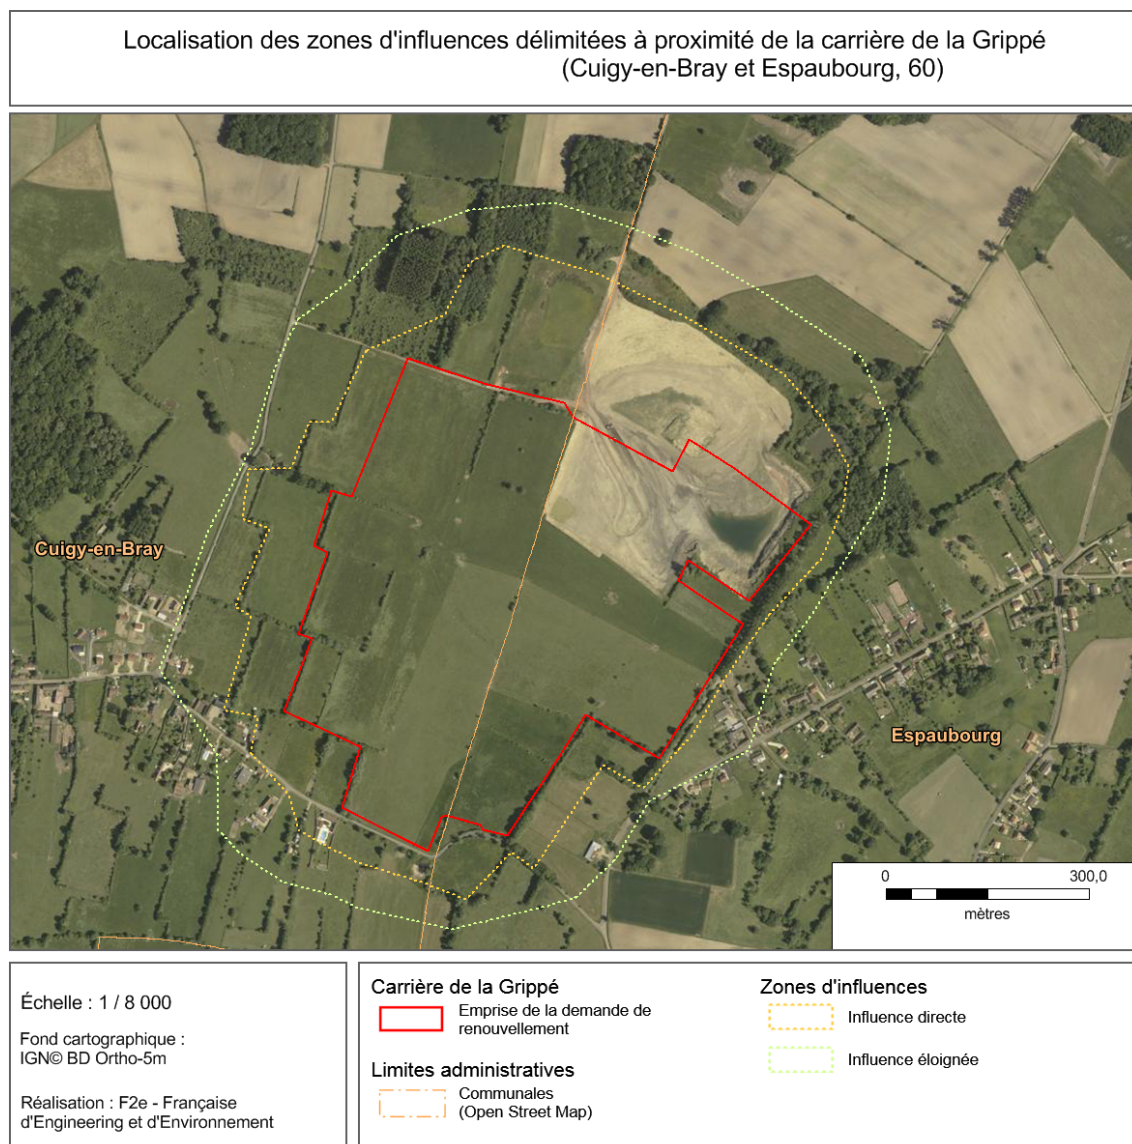 Localisation des zones d'influences délimitées à proximité de la carrière de la Grippé
(Cuigy-en-Bray et Espaubourg, 60)
Cuigy-en-Bray
Espaubourg
0 300,0
mètres
Échelle : 1 / 8 000
Fond cartographique :
IGN© BD Ortho-5m
Réalisation : F2e - Française
d'Engineering et d'Environnement
Carrière de la Grippé
Emprise de la demande de
renouvellement
Limites administratives
Communales
(Open Street Map)
Zones d'influences
Influence directe
Influence éloignée